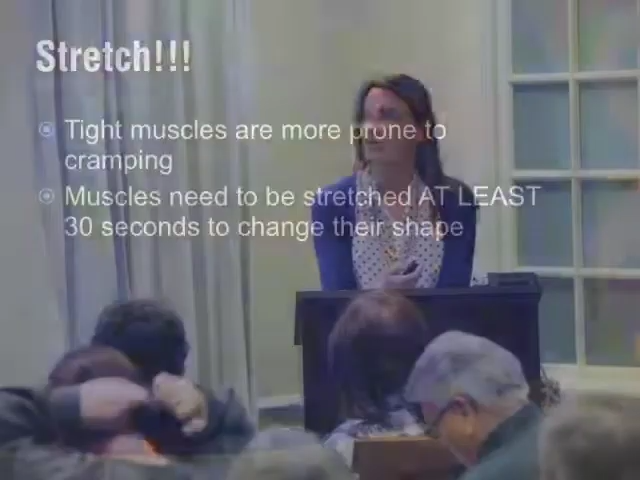 Stretch!!!
Tight muscles are more prone to
cramping
Muscles need to be stretched AT LEAST
30 seconds to change their shape